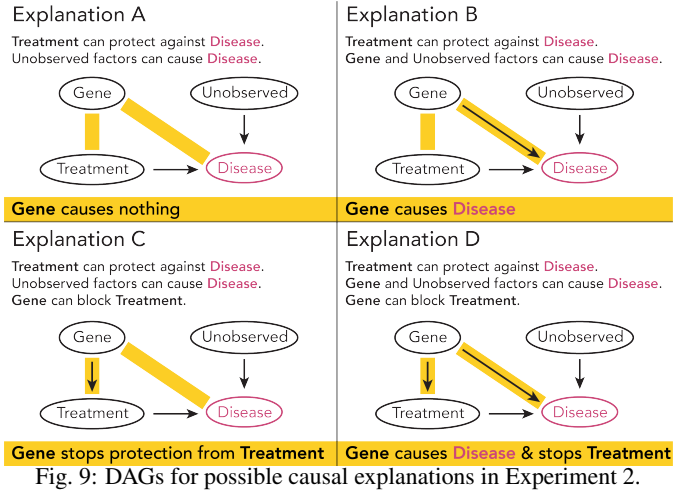 Explanation A
Treatment can protect against Disease.
Unobserved factors can cause Disease.
Gene
Unobserved
Treatment
Disease
Gene causes nothing
Explanation B
Treatment can protect against Disease.
Gene and Unobserved factors can cause Disease.
Gene
Unobserved
Treatment
Disease
Gene causes Disease
Explanation C
Treatment can protect against Disease.
Unobserved factors can cause Disease.
Gene can block Treatment.
Gene
Unobserved
Treatment
Disease
Gene stops protection from Treatment
Explanation D
Treatment can protect against Disease.
Gene and Unobserved factors can cause Disease.
Gene can block Treatment.
Gene
Unobserved
Treatment
Disease
Gene causes Disease & stops Treatment
Fig. 9: DAGs for possible causal explanations in Experiment 2.